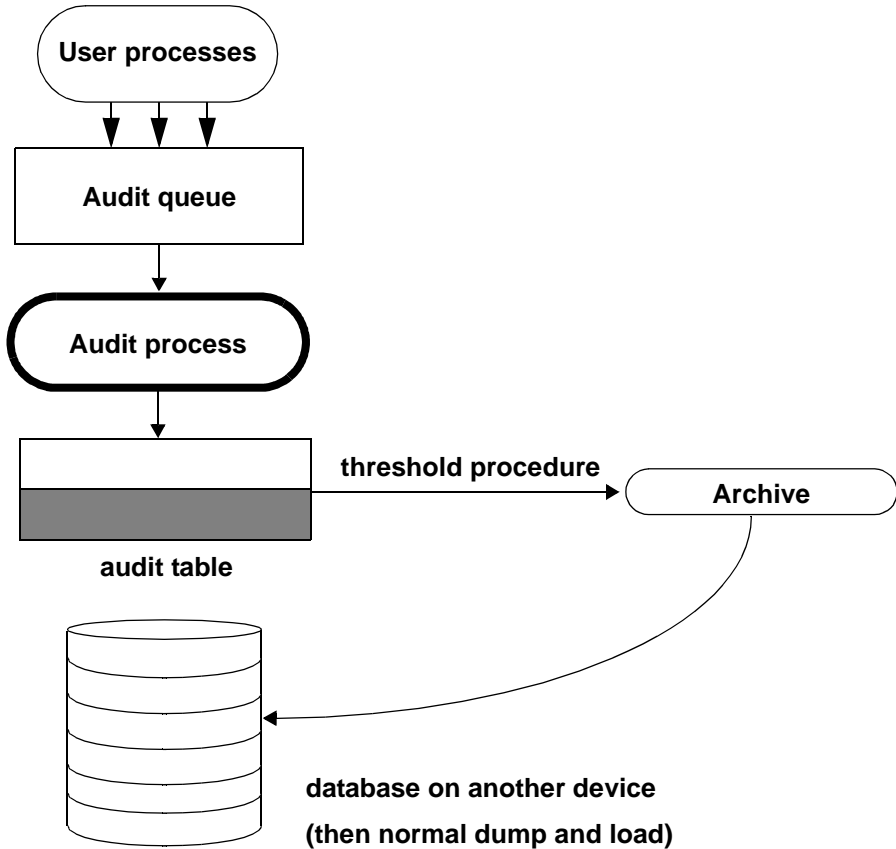 User processes
Audit queue
Audit process
threshold procedure
Archive
audit table
database on another device
(then normal dump and load)